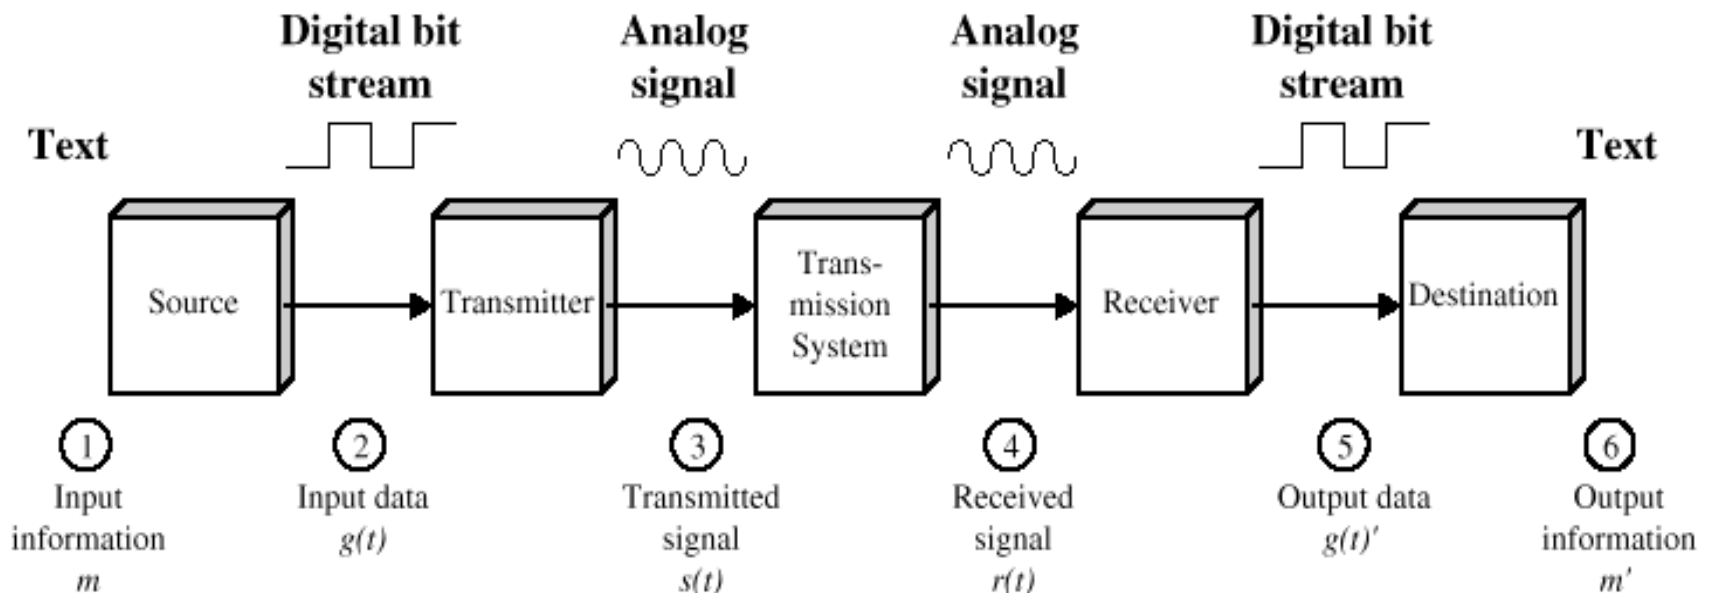 Digital bit
stream
Analog
signal
Analog
signal
Digital bit
stream
Text
Text
Source
Transmitter
Trans-
mission
System
Receiver
Destination
1
Input
information
m
2
Input data
g(t)
3
Transmitted
signal
s(t)
4
Received
signal
r(t)
5
Output data
g(t)'
6
Output
information
m'